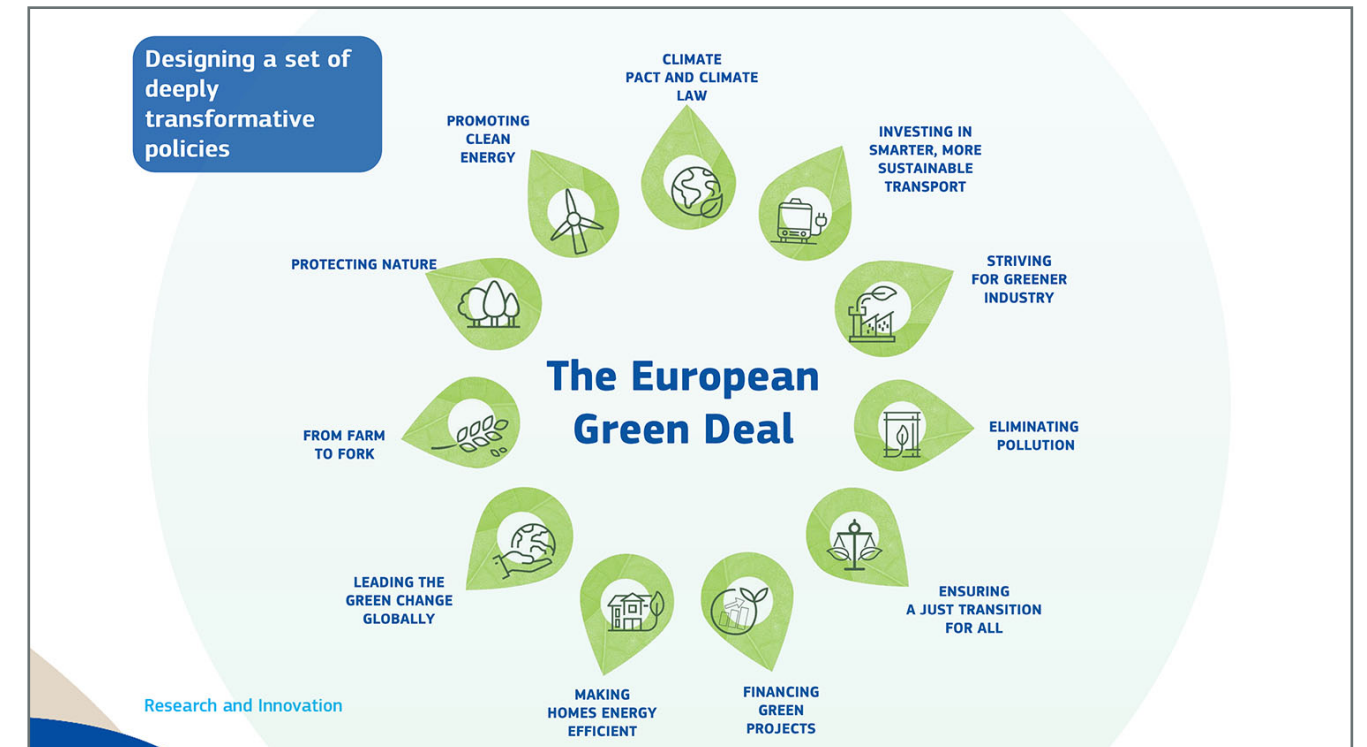 Designing a set of
deeply
transformative
policies
CLIMATE
PACT AND CLIMATE
LAW
PROMOTING
CLEAN
ENERGY
INVESTING IN
SMARTER, MORE
SUSTAINABLE
TRANSPORT
PROTECTING NATURE
STRIVING
FOR GREENER
INDUSTRY
The European
Green Deal
FROM FARM
TO FORK
ELIMINATING
POLLUTION
LEADING THE
GREEN CHANGE
GLOBALLY
ENSURING
A JUST TRANSITION
FOR ALL
MAKING
HOMES ENERGY
EFFICIENT
FINANCING
GREEN
PROJECTS
Research and Innovation